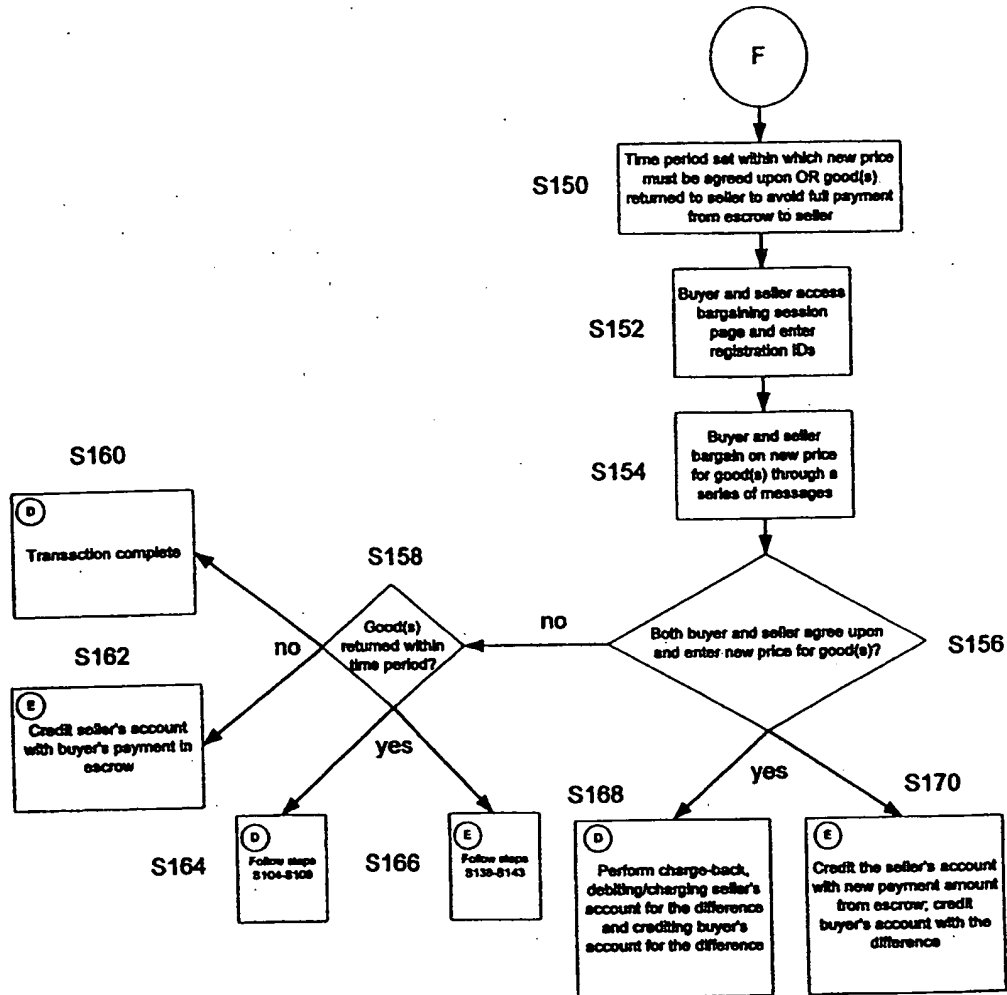 F
S150
Time period set within which new price
must be agreed upon OR good(s)
returned to seller to avoid full payment
from escrow to seller
S152
Buyer and seller access
bargaining session
page and enter
registration IDs
S154
Buyer and seller
bargain on new price
for good(s) through a
series of messages
S156
Both buyer and seller agree upon
and enter new price for good(s)?
no
yes
S158
Good(s)
returned within
time period?
no
yes
S160
D
Transaction complete
S162
E
Credit seller's account
with buyer's payment in
escrow
S164
D
Follow steps
S166
E
Follow steps
S138-S143
S168
D
Perform charge-back,
debiting/charging seller's
account for the difference
and crediting buyer's
account for the difference
S170
E
Credit the seller's account
with new payment amount
from escrow; credit
buyer's account with the
difference